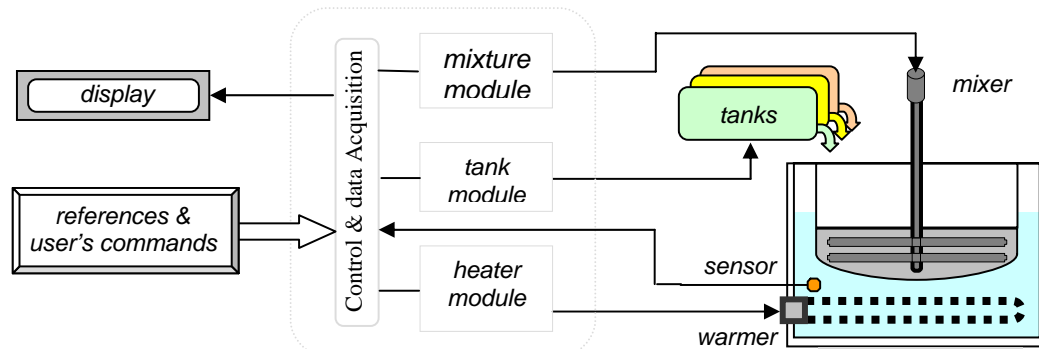 display
references &
user's commands
Control & data Acquisition
mixture
module
tank
module
heater
module
tanks
mixer
sensor
warmer